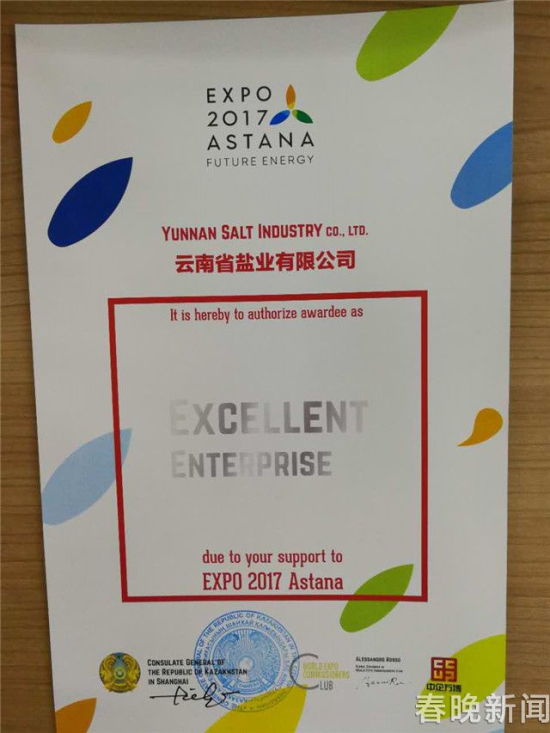 EXPO
2017
ASTANA
FUTURE ENERGY
YUNNAN SALT INDUSTRY CO., LTD.
云南省盐业有限公司
It is hereby to authorize awardee as
EXCELLENT
ENTERPRISE
due to your support to
EXPO 2017 Astana
CONSULATE GENERAL OF
THE REPUBLIC OF KAZAKHSTAN
IN SHANGHAI
WORLD EXPO
COMMISSIONERS
CLUB
ALESSANDRO ROSSO
中企万博
春晚新闻